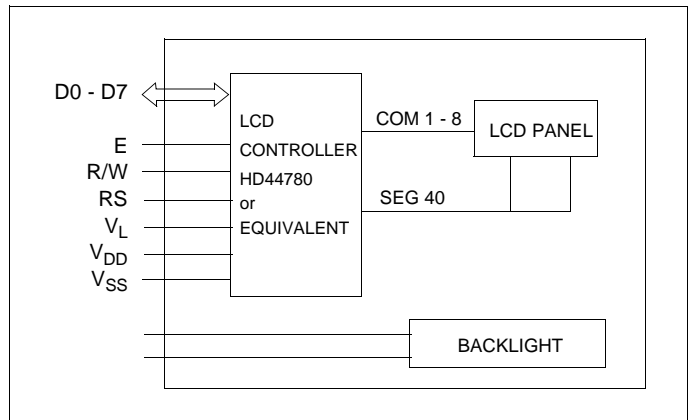 D0 - D7
E
R/W
RS
VL
VDD
VSS
LCD
CONTROLLER
HD44780
or
EQUIVALENT
COM 1 - 8
SEG 40
LCD PANEL
BACKLIGHT